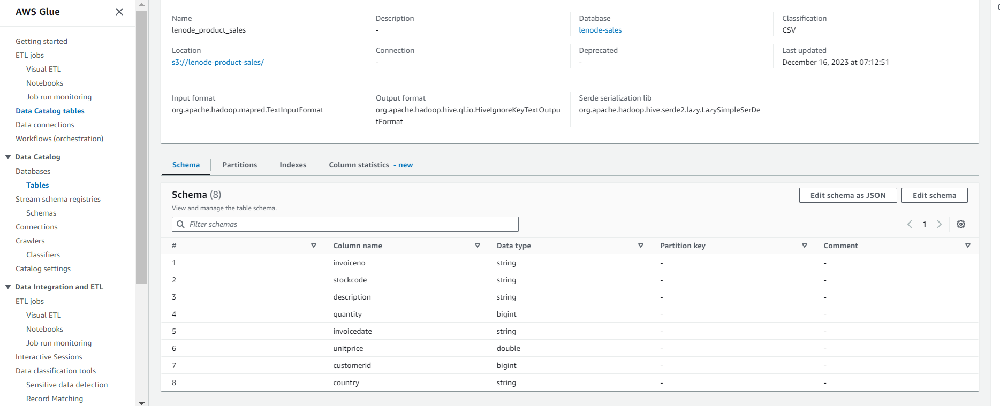 AWS Glue
Getting started
ETL jobs
Visual ETL
Notebooks
Job run monitoring
Data Catalog tables
Data connections
Workflows (orchestration)
Data Catalog
Databases
Tables
Stream schema registries
Schemas
Connections
Crawlers
Classifiers
Catalog settings
Data Integration and ETL
ETL jobs
Visual ETL
Notebooks
Job run monitoring
Interactive Sessions
Data classification tools
Sensitive data detection
Record Matching
Name Description Database Classification
lenode_product_sales - lenode-sales CSV
Location Connection Deprecated Last updated
s3://lenode-product-sales/ - - December 16, 2023 at 07:12:51
Input format Output format Serde serialization lib
org.apache.hadoop.mapred.TextInputFormat org.apache.hadoop.hive.ql.io.HiveIgnoreKeyTextOutpu org.apache.hadoop.hive.serde2.lazy.LazySimpleSerDe
tFormat
Schema Partitions Indexes Column statistics - new
Schema (8) Edit schema as JSON Edit schema
View and manage the table schema.
Filter schemas 1
# Column name Data type Partition key Comment
1 invoiceno string - -
2 stockcode string - -
3 description string - -
4 quantity bigint - -
5 invoicedate string - -
6 unitprice double - -
7 customerid bigint - -
8 country string - -